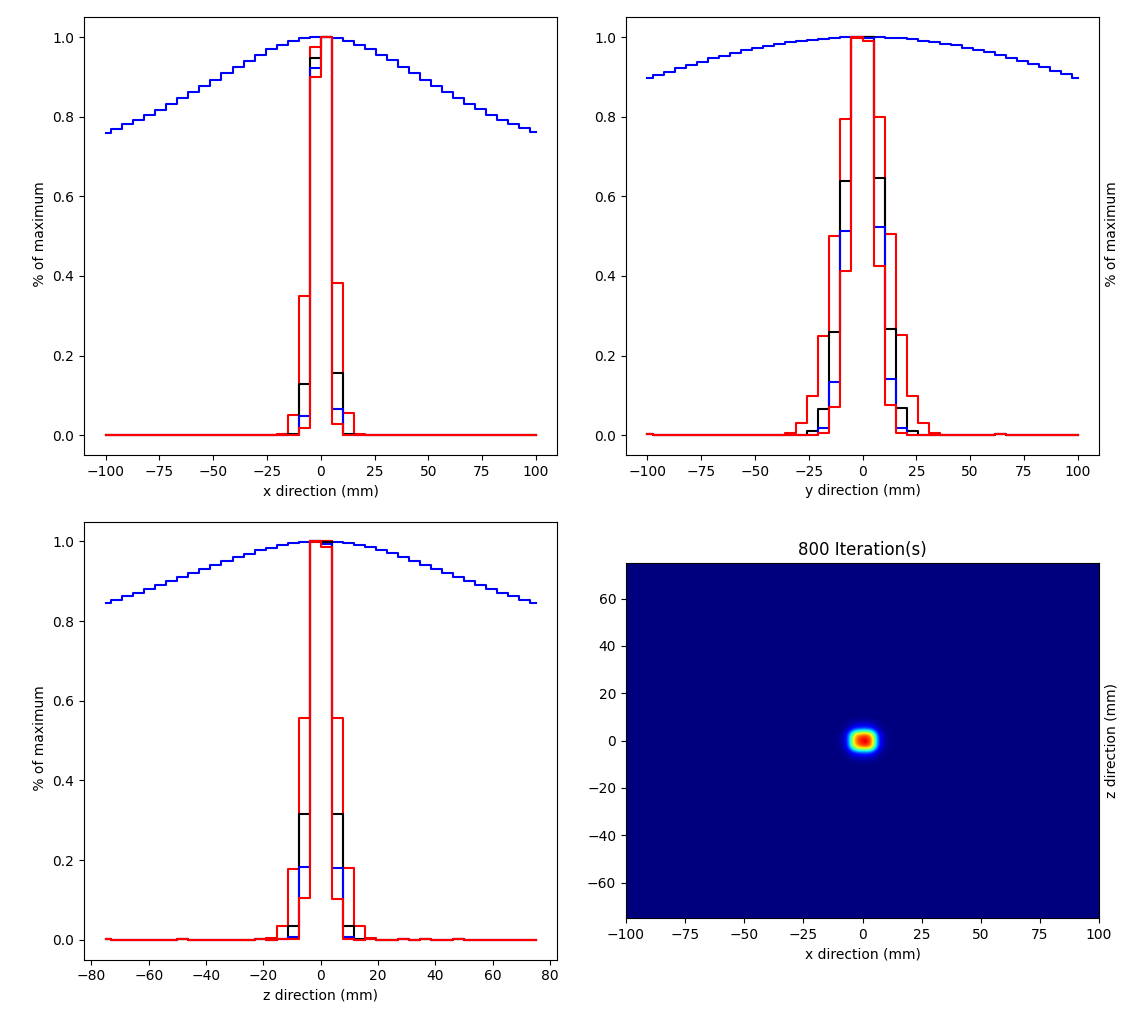 % of maximum
1.0
0.8
0.6
0.4
0.2
0.0
−100 −75 −50 −25 0 25 50 75 100
x direction (mm)
1.0
0.8
0.6
0.4
0.2
0.0
−100 −75 −50 −25 0 25 50 75 100
y direction (mm)
% of maximum
% of maximum
1.0
0.8
0.6
0.4
0.2
0.0
−80 −60 −40 −20 0 20 40 60 80
z direction (mm)
800 Iteration(s)
60
40
20
0
−20
−40
−60
−100 −75 −50 −25 0 25 50 75 100
x direction (mm)
z direction (mm)